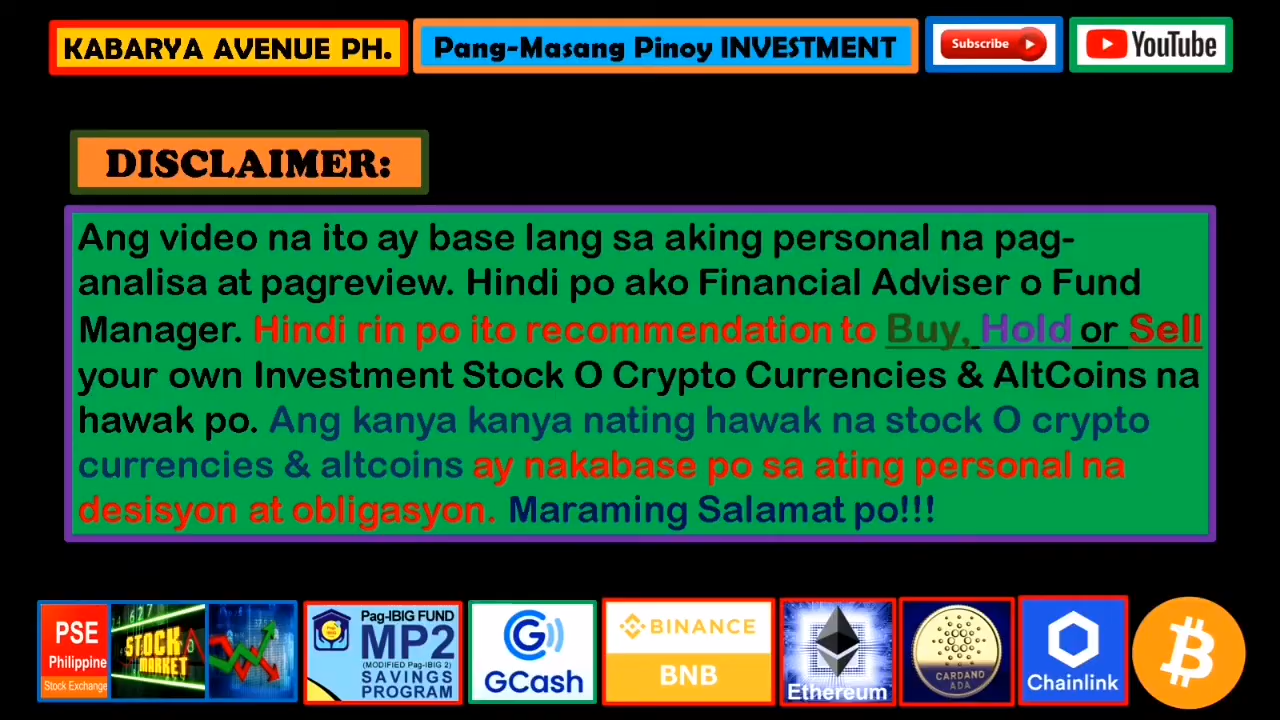 KABARYA AVENUE PH.
Pang-Masang Pinoy INVESTMENT
Subscribe
YouTube
DISCLAIMER:
Ang video na ito ay base lang sa aking personal na pag-
analisa at pagreview. Hindi po ako Financial Adviser o Fund
Manager. Hindi rin po ito recommendation to Buy, Hold or Sell
your own Investment Stock O Crypto Currencies & AltCoins na
hawak po. Ang kanya kanya nating hawak na stock O crypto
currencies & altcoins ay nakabase po sa ating personal na
desisyon at obligasyon. Maraming Salamat po!!!
PSE
Philippine
Stock Exchange
STOCK
MARKET
Pag-IBIG FUND
MP2
(MODIFIED Pag-IBIG 2)
SAVINGS
PROGRAM
GCash
BINANCE
BNB
Ethereum
CARDANO
ADA
Chainlink